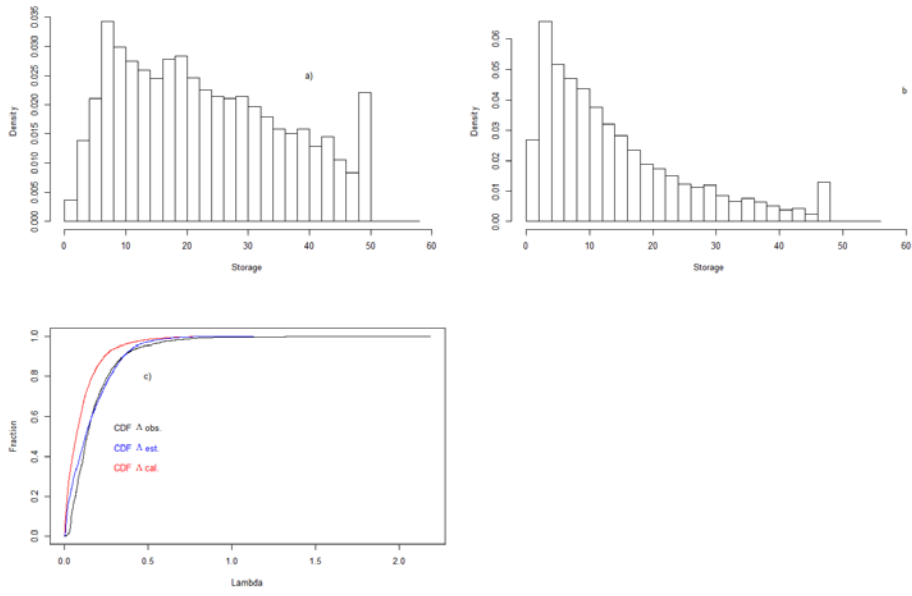 0.000 0.005 0.010 0.015 0.020 0.025 0.030 0.035
Density
a)
0 10 20 30 40 50 60
Storage
0.00 0.01 0.02 0.03 0.04 0.05 0.06
Density
b
0 10 20 30 40 50 60
Storage
0.0 0.2 0.4 0.6 0.8 1.0
Fraction
c)
CDF Λ obs.
CDF Λ est.
CDF Λ cal.
0.0 0.5 1.0 1.5 2.0
Lambda